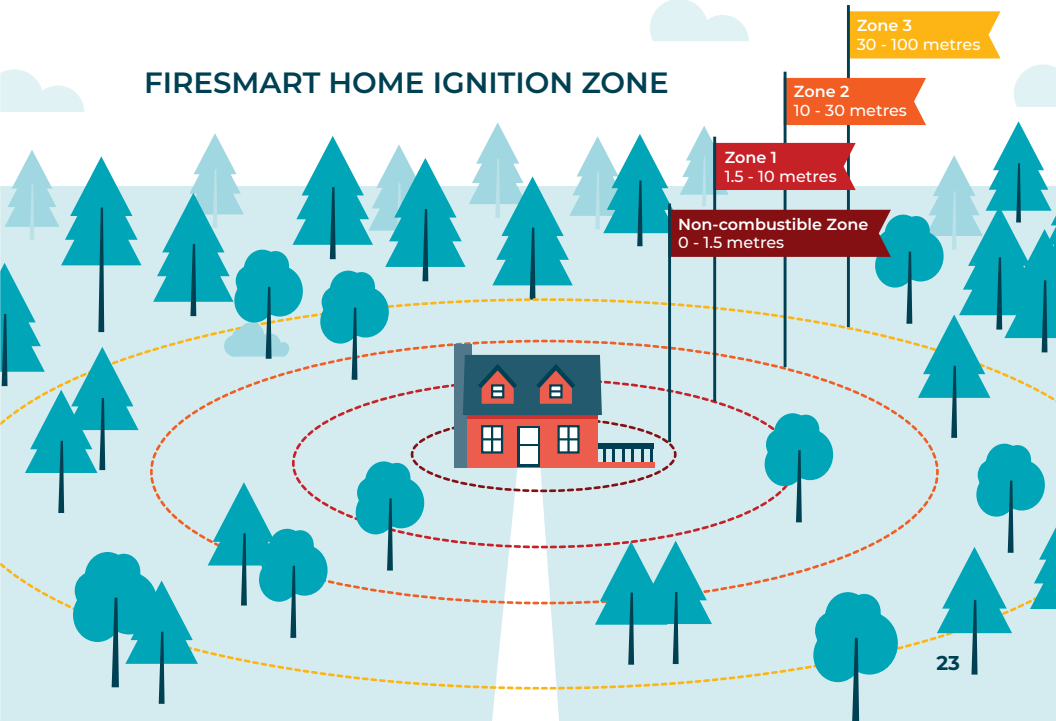 FIRESMART HOME IGNITION ZONE
Zone 3
30 - 100 metres
Zone 2
10 - 30 metres
Zone 1
1.5 - 10 metres
Non-combustible Zone
0 - 1.5 metres
23